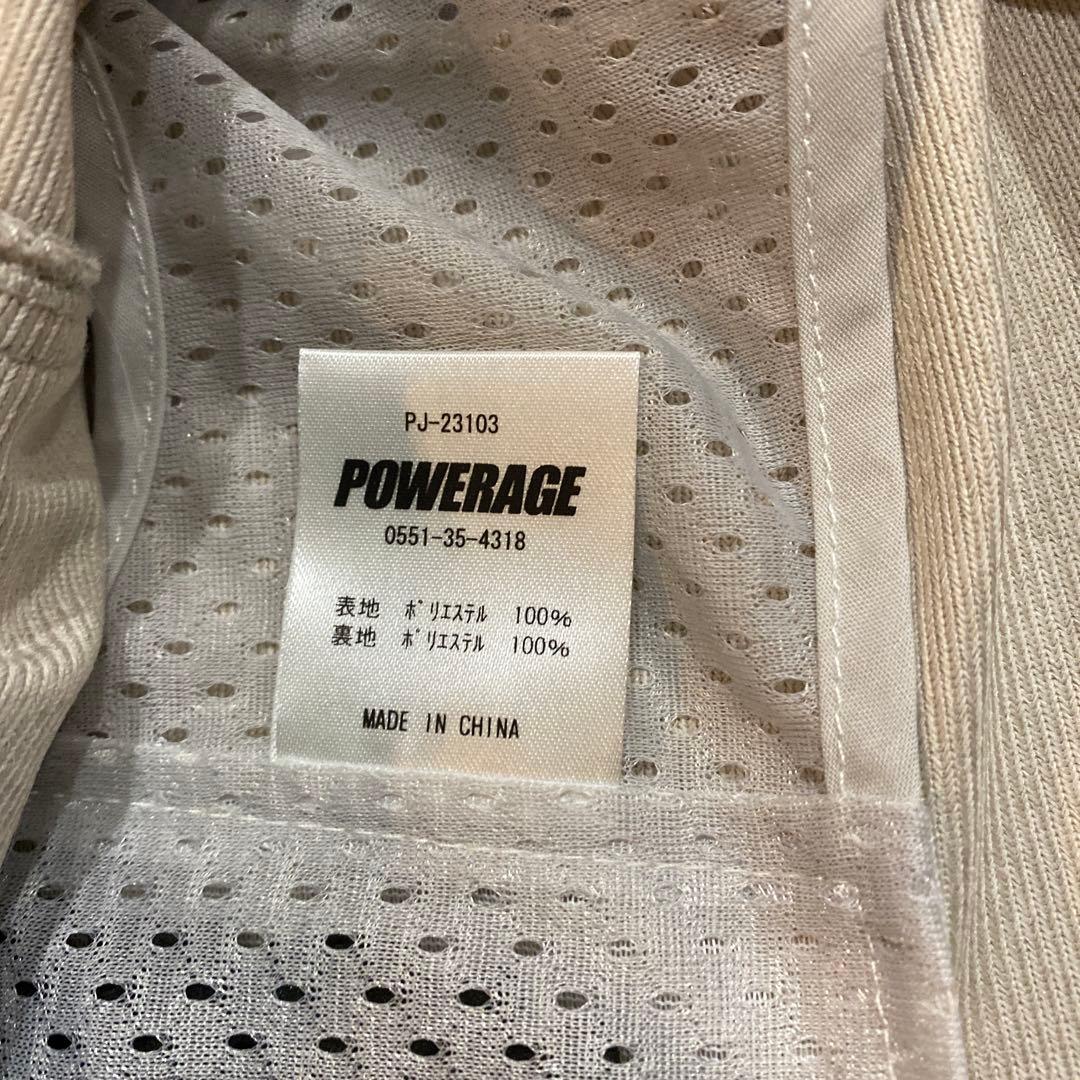 PJ-23103
POWERAGE
0551-35-4318
表地 ﾎﾟﾘｴｽﾃﾙ 100%
裏地 ﾎﾟﾘｴｽﾃﾙ 100%
MADE IN CHINA